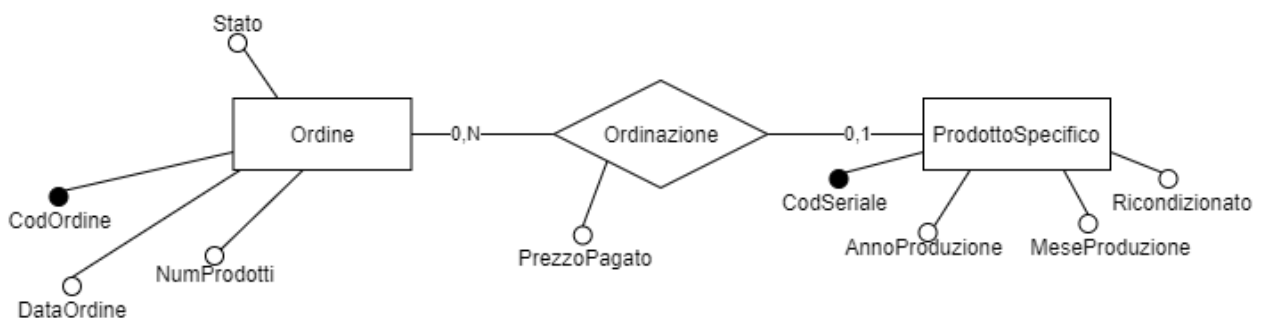 Stato
Ordine
0,N
Ordinazione
0,1
ProdottoSpecifico
CodOrdine
CodSeriale
Ricondizionato
AnnoProduzione
MeseProduzione
PrezzoPagato
NumProdotti
DataOrdine